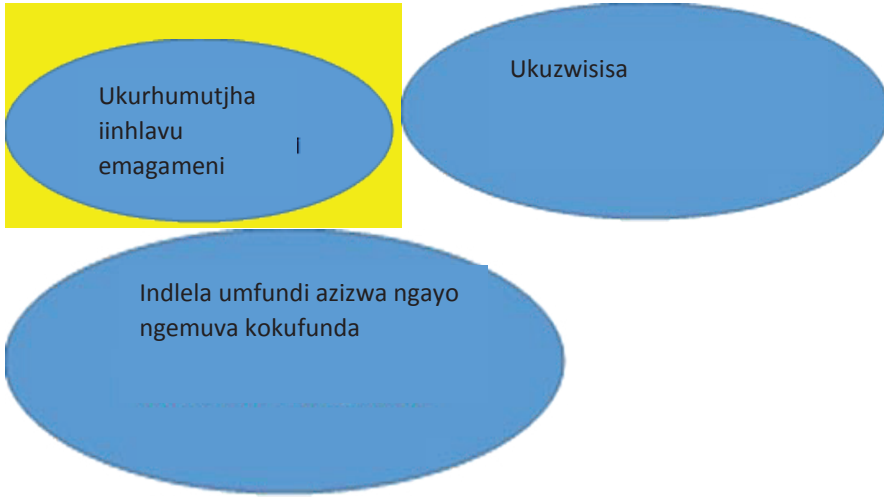 Ukurhumutjha
iinhlavu
emagameni
Ukuzwisisa
Indlela umfundi azizwa ngayo
ngemuva kokufunda